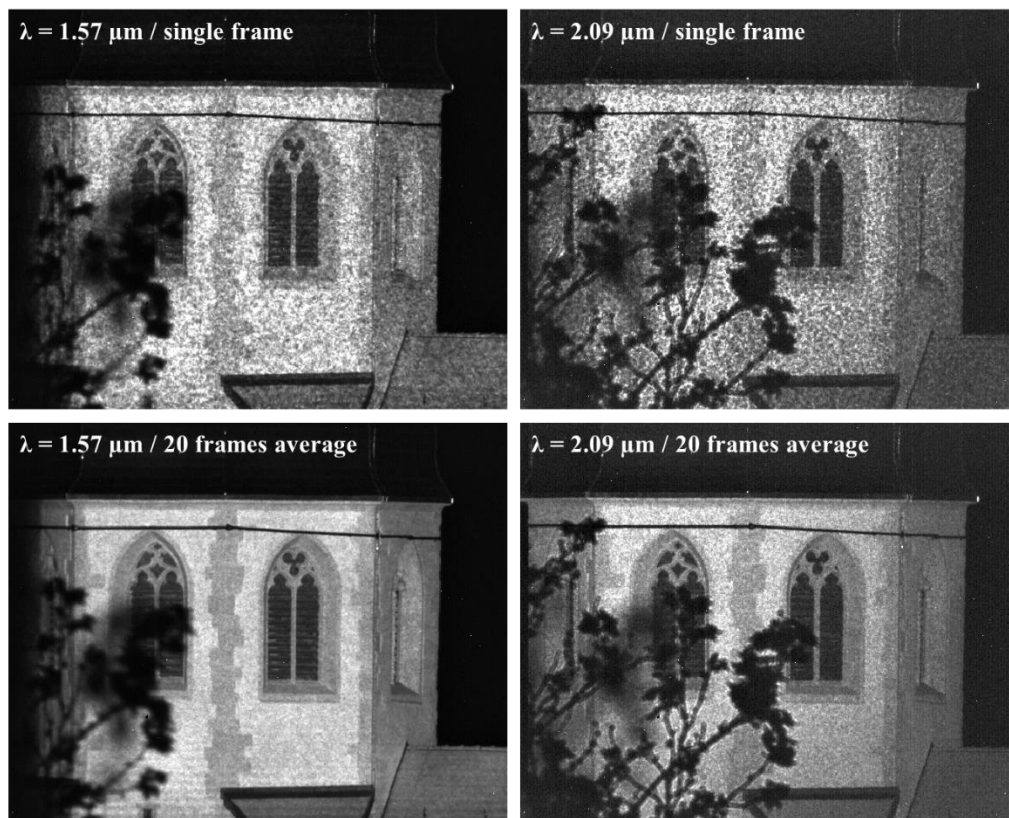 λ = 1.57 μm / single frame
λ = 2.09 μm / single frame
λ = 1.57 μm / 20 frames average
λ = 2.09 μm / 20 frames average